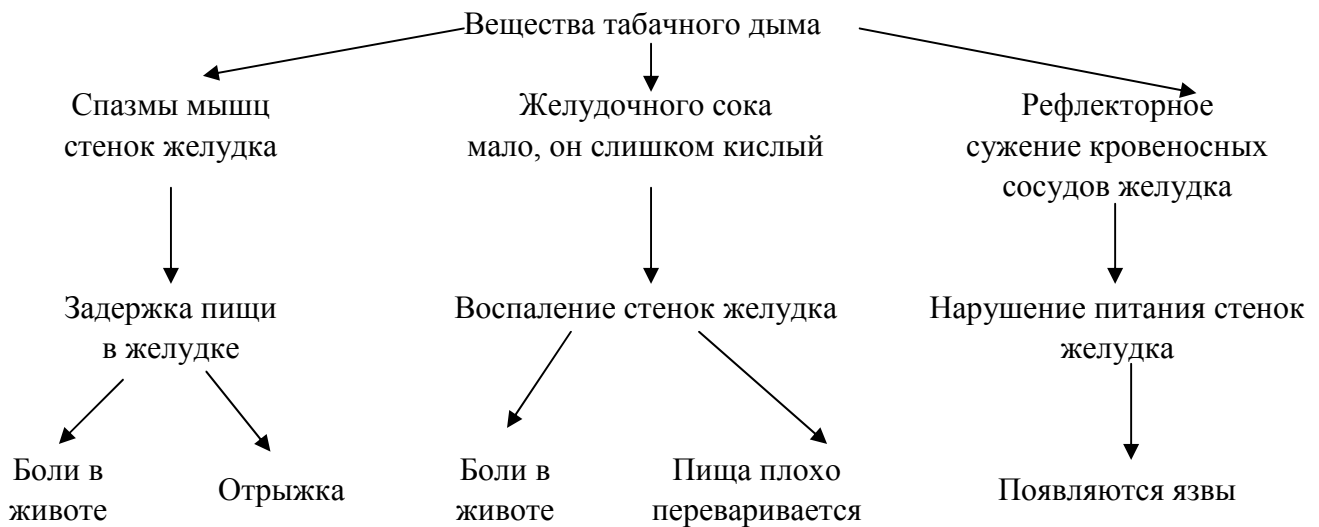 Вещества табачного дыма
Спазмы мышц
стенок желудка
Желудочного сока
мало, он слишком кислый
Рефлекторное
сужение кровеносных
сосудов желудка
Задержка пищи
в желудке
Воспаление стенок желудка
Нарушение питания стенок
желудка
Боли в
животе
Отрыжка
Боли в
животе
Пища плохо
переваривается
Появляются язвы